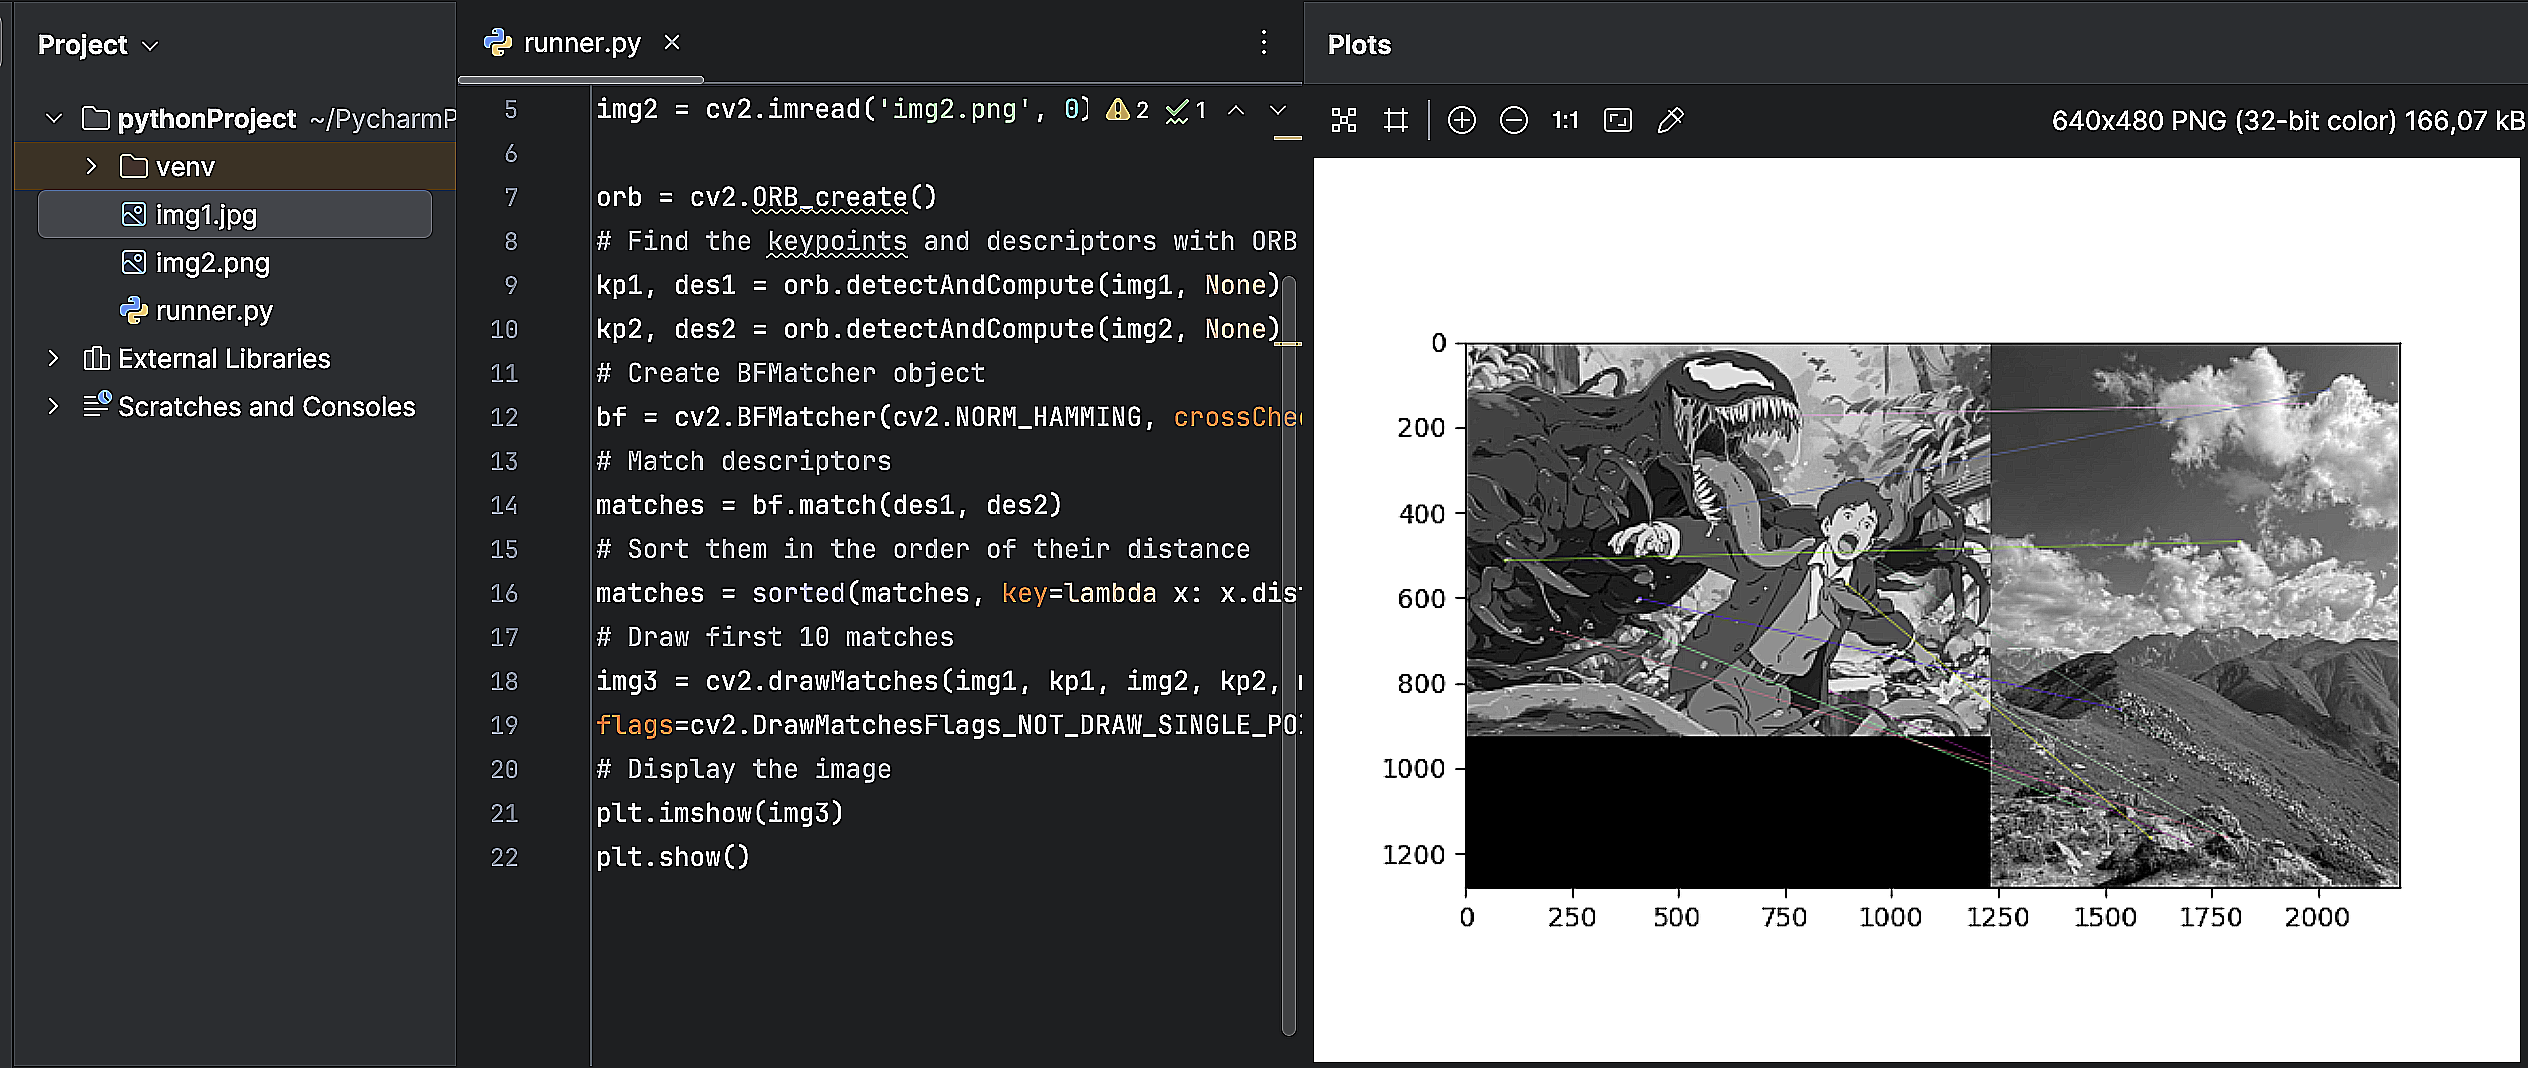 Project
pythonProject ~/PycharmP
venv
img1.jpg
img2.png
runner.py
External Libraries
Scratches and Consoles
runner.py
5 img2 = cv2.imread('img2.png', 0) 2 1
6
7 orb = cv2.ORB_create()
8 # Find the keypoints and descriptors with ORB
9 kp1, des1 = orb.detectAndCompute(img1, None)
10 kp2, des2 = orb.detectAndCompute(img2, None)
11 # Create BFMatcher object
12 bf = cv2.BFMatcher(cv2.NORM_HAMMING, crossChe
13 # Match descriptors
14 matches = bf.match(des1, des2)
15 # Sort them in the order of their distance
16 matches = sorted(matches, key=lambda x: x.dis
17 # Draw first 10 matches
18 img3 = cv2.drawMatches(img1, kp1, img2, kp2,
19 flags=cv2.DrawMatchesFlags_NOT_DRAW_SINGLE_PO
20 # Display the image
21 plt.imshow(img3)
22 plt.show()
Plots
1:1 640x480 PNG (32-bit color) 166,07 kB
0
200
400
600
800
1000
1200
0 250 500 750 1000 1250 1500 1750 2000